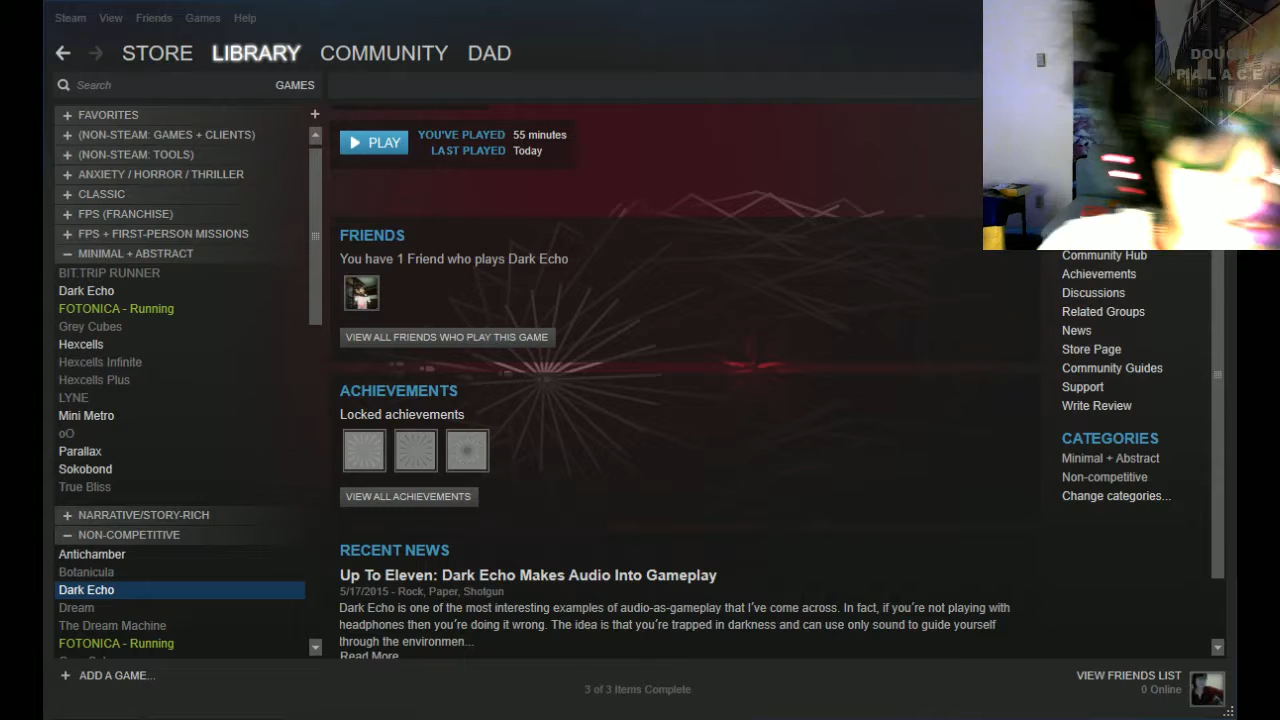 Steam View Friends Games Help
STORE LIBRARY COMMUNITY DAD
Search GAMES
FAVORITES
(NON-STEAM: GAMES + CLIENTS)
(NON-STEAM: TOOLS)
ANXIETY / HORROR / THRILLER
CLASSIC
FPS (FRANCHISE)
FPS + FIRST-PERSON MISSIONS
MINIMAL + ABSTRACT
BIT.TRIP RUNNER
Dark Echo
FOTONICA - Running
Grey Cubes
Hexcells
Hexcells Infinite
Hexcells Plus
LYNE
Mini Metro
oO
Parallax
Sokobond
True Bliss
NARRATIVE/STORY-RICH
NON-COMPETITIVE
Antichamber
Botanicula
Dark Echo
Dream
The Dream Machine
FOTONICA - Running
+ ADD A GAME...
PLAY
YOU'VE PLAYED 55 minutes
LAST PLAYED Today
FRIENDS
You have 1 Friend who plays Dark Echo
VIEW ALL FRIENDS WHO PLAY THIS GAME
ACHIEVEMENTS
Locked achievements
VIEW ALL ACHIEVEMENTS
RECENT NEWS
Up To Eleven: Dark Echo Makes Audio Into Gameplay
5/17/2015 - Rock, Paper, Shotgun
Dark Echo is one of the most interesting examples of audio-as-gameplay that I've come across. In fact, if you're not playing with
headphones then you're doing it wrong. The idea is that you're trapped in darkness and can use only sound to guide yourself
through the environmen...
Read More
3 of 3 Items Complete
PALACE
Community Hub
Achievements
Discussions
Related Groups
News
Store Page
Community Guides
Support
Write Review
CATEGORIES
Minimal + Abstract
Non-competitive
Change categories...
VIEW FRIENDS LIST
0 Online